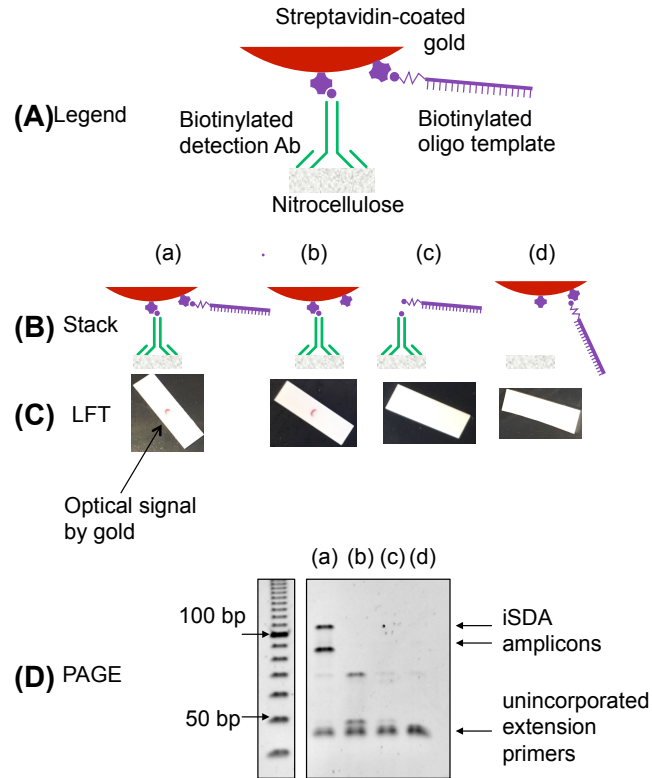 Streptavidin-coated
gold
(A) Legend
Biotinylated
detection Ab
Biotinylated
oligo template
Nitrocellulose
(a) (b) (c) (d)
(B) Stack
(C) LFT
Optical signal
by gold
(a) (b) (c) (d)
100 bp
iSDA
amplicons
(D) PAGE
50 bp
unincorporated
extension
primers